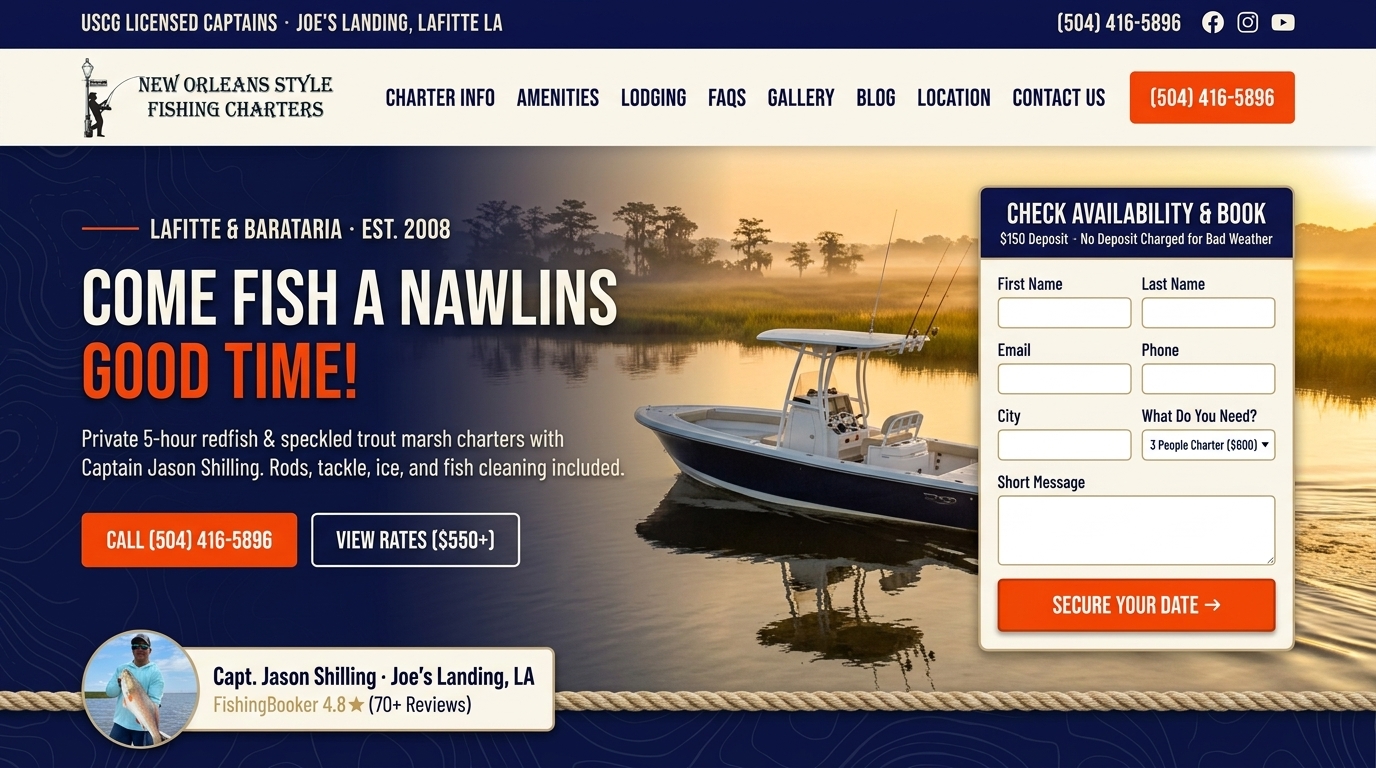 USCG LICENSED CAPTAINS · JOE'S LANDING, LAFITTE LA
(504) 416-5896
NEW ORLEANS STYLE
FISHING CHARTERS
CHARTER INFO
AMENITIES
LODGING
FAQS
GALLERY
BLOG
LOCATION
CONTACT US
(504) 416-5896
LAFITTE & BARATARIA · EST. 2008
COME FISH A NAWLINS
GOOD TIME!
Private 5-hour redfish & speckled trout marsh charters with
Captain Jason Shilling. Rods, tackle, ice, and fish cleaning included.
CALL (504) 416-5896
VIEW RATES ($550+)
CHECK AVAILABILITY & BOOK
$150 Deposit · No Deposit Charged for Bad Weather
First Name
Last Name
Email
Phone
City
What Do You Need?
3 People Charter ($600)
Short Message
SECURE YOUR DATE →
Capt. Jason Shilling · Joe's Landing, LA
FishingBooker 4.8★ (70+ Reviews)